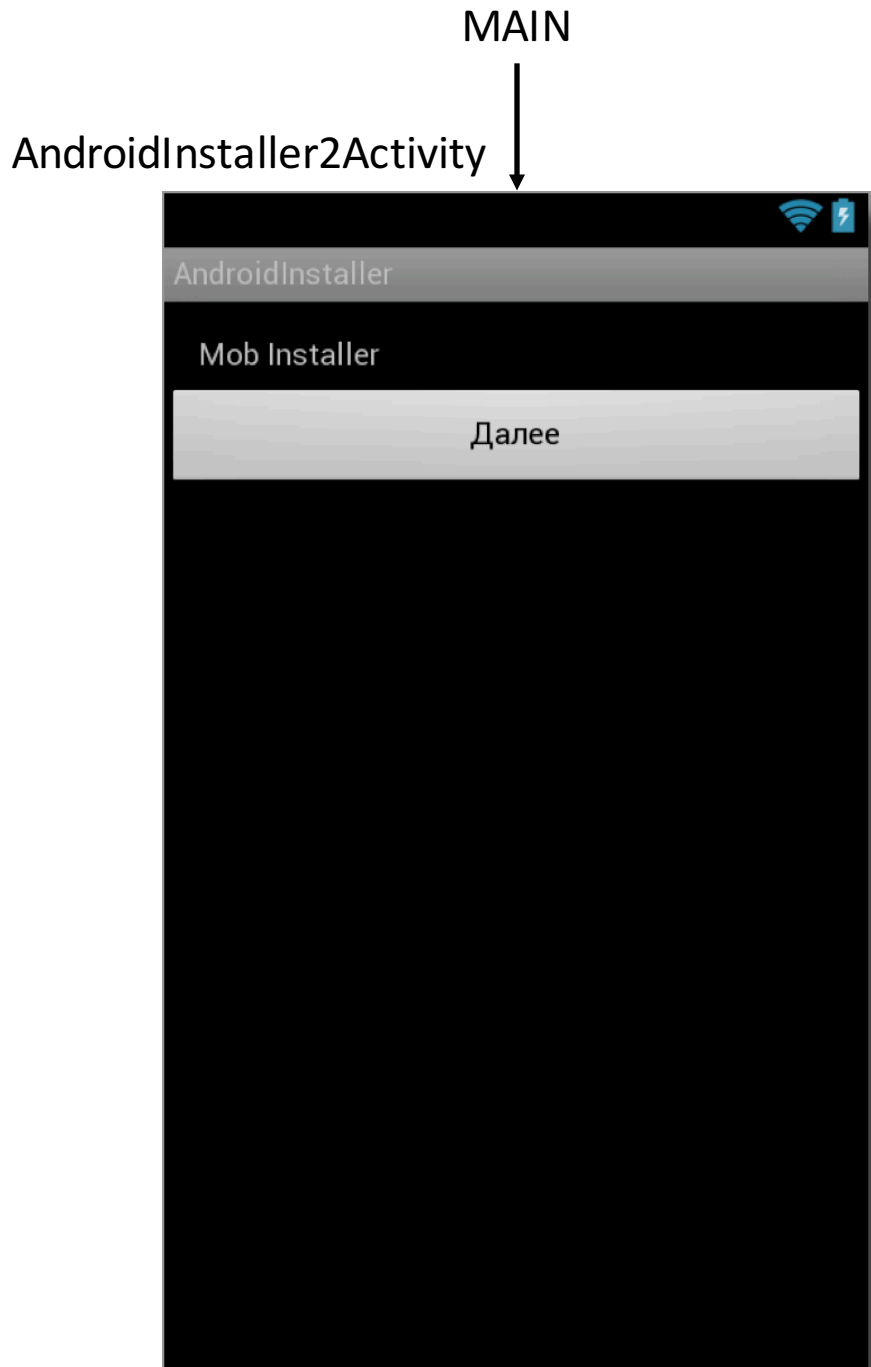 MAIN
AndroidInstaller2Activity
AndroidInstaller
Mob Installer
Далее